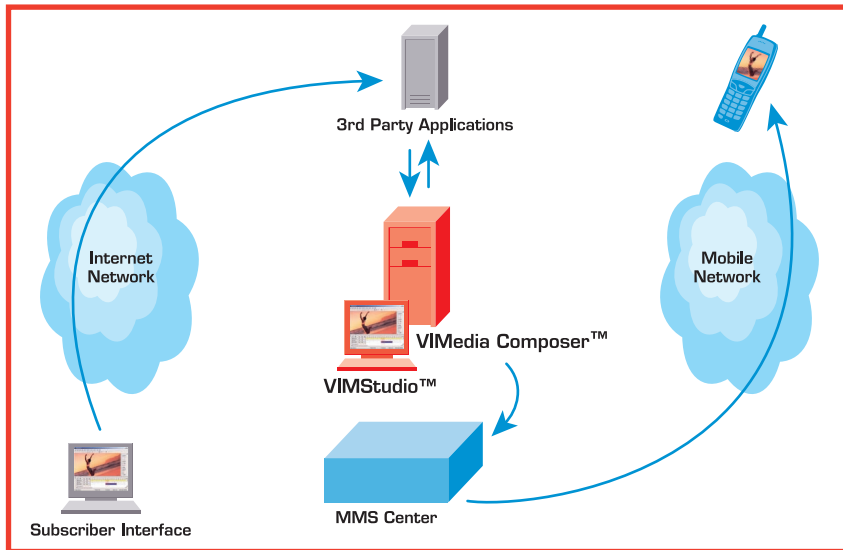 3rd Party Applications
Internet
Network
Mobile
Network
VIMedia Composer™
VIMStudio™
MMS Center
Subscriber Interface